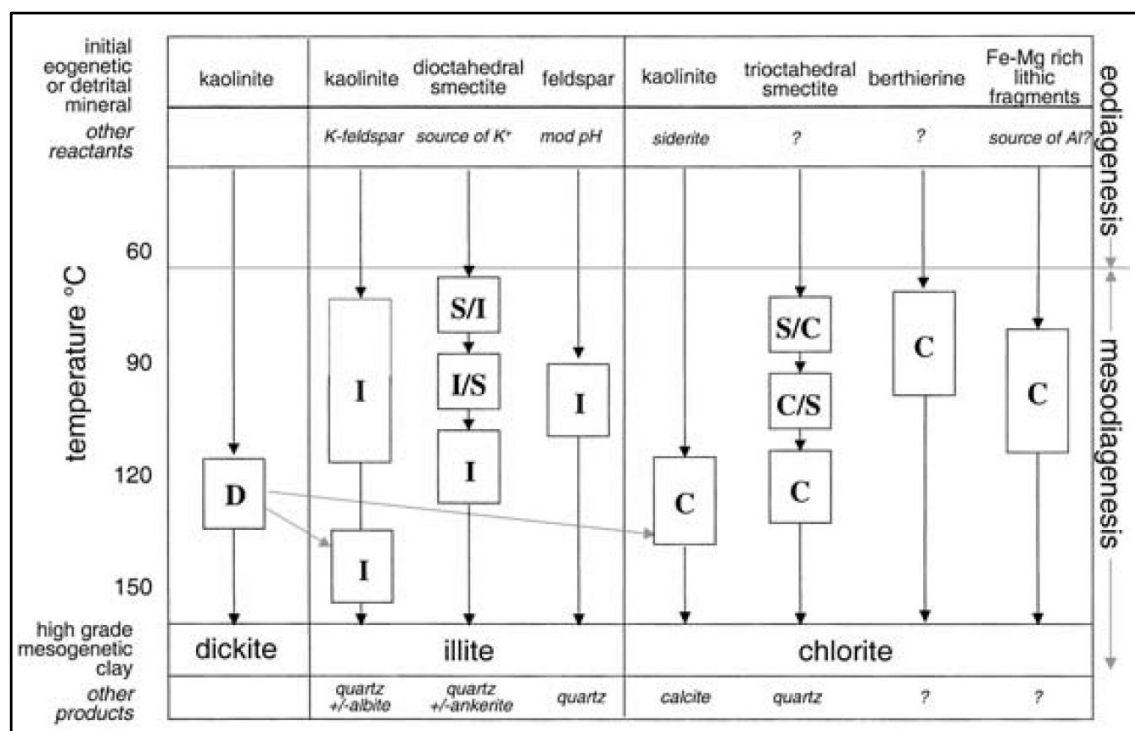 initial
eogenetic
or detrital
mineral
kaolinite
kaolinite
dioctahedral
smectite
feldspar
kaolinite
trioctahedral
smectite
berthierine
Fe-Mg rich
lithic
fragments
other
reactants
K-feldspar
source of K+
mod pH
siderite
?
?
source of Al?
eodiagenesis
mesodiagenesis
temperature °C
60
90
120
150
S/I
I/S
I
I
I
I
D
S/C
C/S
C
C
C
C
high grade
mesogenetic
clay
dickite
illite
chlorite
other
products
quartz
+/-albite
quartz
+/-ankerite
quartz
calcite
quartz
?
?